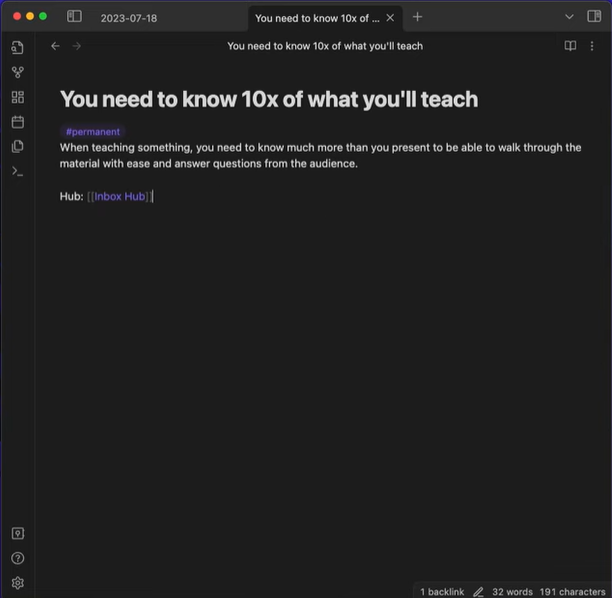 2023-07-18
You need to know 10x of ...
You need to know 10x of what you'll teach
You need to know 10x of what you'll teach
#permanent
When teaching something, you need to know much more than you present to be able to walk through the
material with ease and answer questions from the audience.
Hub: [[Inbox Hub]]
1 backlink 32 words 191 characters